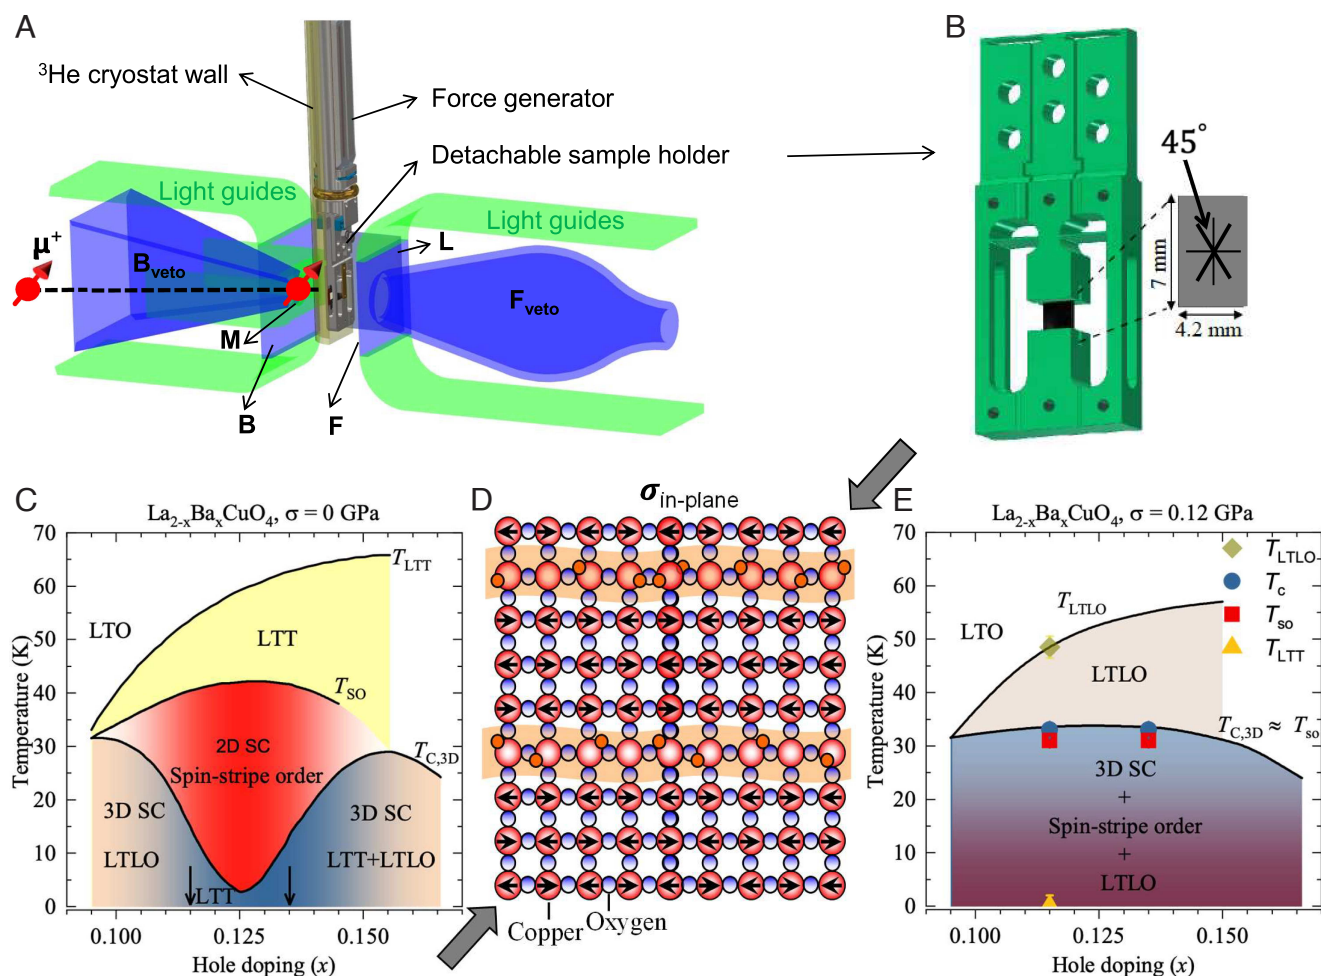 A
³He cryostat wall
Force generator
Detachable sample holder
Light guides
Light guides
L
μ⁺
B_veto
F_veto
M
B
F
B
45°
7 mm
4.2 mm
C
La₂₋ₓBaₓCuO₄, σ = 0 GPa
70
60
50
40
30
20
10
0
Temperature (K)
T_LTT
LTO
LTT
T_SO
2D SC
Spin-stripe order
T_C,3D
3D SC
3D SC
LTLO
LTT+LTLO
LTT
0.100
0.125
0.150
Hole doping (x)
D
σ_in-plane
Copper
Oxygen
E
La₂₋ₓBaₓCuO₄, σ = 0.12 GPa
70
60
50
40
30
20
10
0
Temperature (K)
T_LTLO
T_c
T_so
T_LTT
T_LTLO
LTO
LTLO
T_C,3D ≈ T_so
3D SC
+
Spin-stripe order
+
LTLO
0.100
0.125
0.150
Hole doping (x)